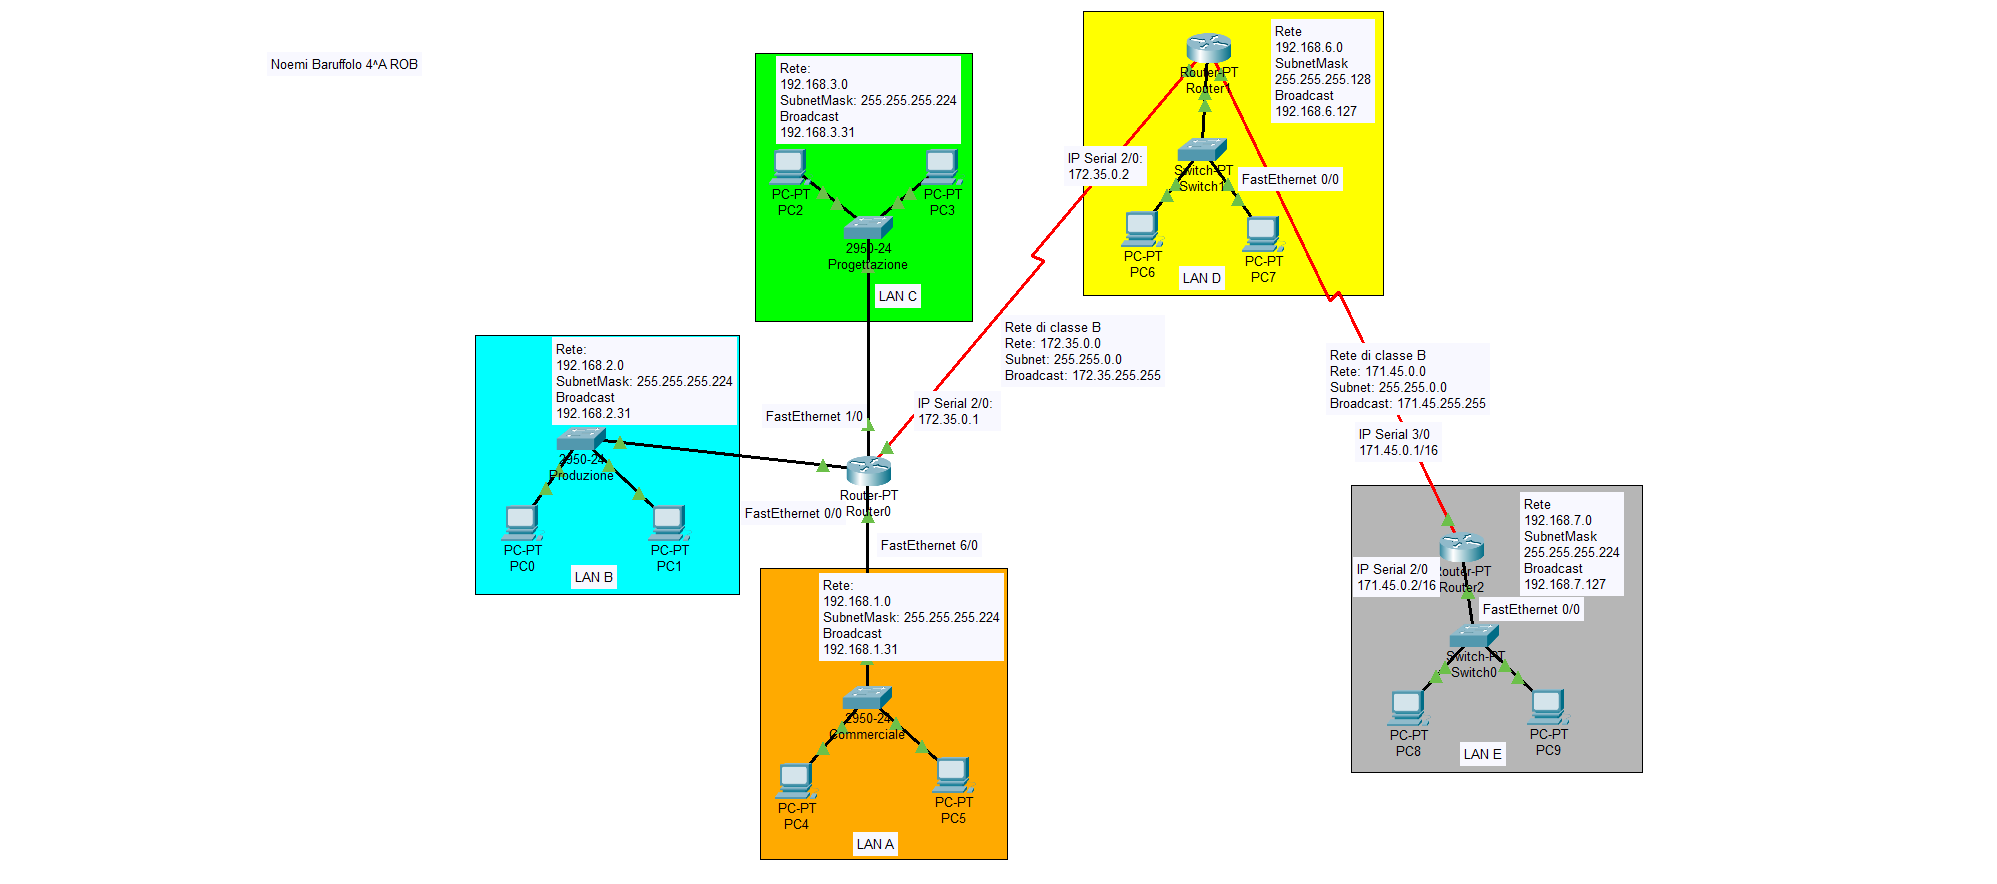 Noemi Baruffolo 4^A ROB
Rete:
192.168.3.0
SubnetMask: 255.255.255.224
Broadcast
192.168.3.31
PC-PT
PC2
PC-PT
PC3
2950-24
Progettazione
LAN C
Router-PT
Router1
Rete
192.168.6.0
SubnetMask
255.255.255.128
Broadcast
192.168.6.127
IP Serial 2/0:
172.35.0.2
Switch-PT
Switch1
FastEthernet 0/0
PC-PT
PC6
PC-PT
PC7
LAN D
Rete di classe B
Rete: 172.35.0.0
Subnet: 255.255.0.0
Broadcast: 172.35.255.255
Rete di classe B
Rete: 171.45.0.0
Subnet: 255.255.0.0
Broadcast: 171.45.255.255
Rete:
192.168.2.0
SubnetMask: 255.255.255.224
Broadcast
192.168.2.31
2950-24
Produzione
PC-PT
PC0
PC-PT
PC1
LAN B
FastEthernet 1/0
IP Serial 2/0:
172.35.0.1
Router-PT
Router0
FastEthernet 0/0
FastEthernet 6/0
IP Serial 3/0
171.45.0.1/16
Rete
192.168.7.0
SubnetMask
255.255.255.224
Broadcast
192.168.7.127
IP Serial 2/0
171.45.0.2/16
Router-PT
Router2
FastEthernet 0/0
Switch-PT
Switch0
PC-PT
PC8
PC-PT
PC9
LAN E
Rete:
192.168.1.0
SubnetMask: 255.255.255.224
Broadcast
192.168.1.31
2950-24
Commerciale
PC-PT
PC4
PC-PT
PC5
LAN A